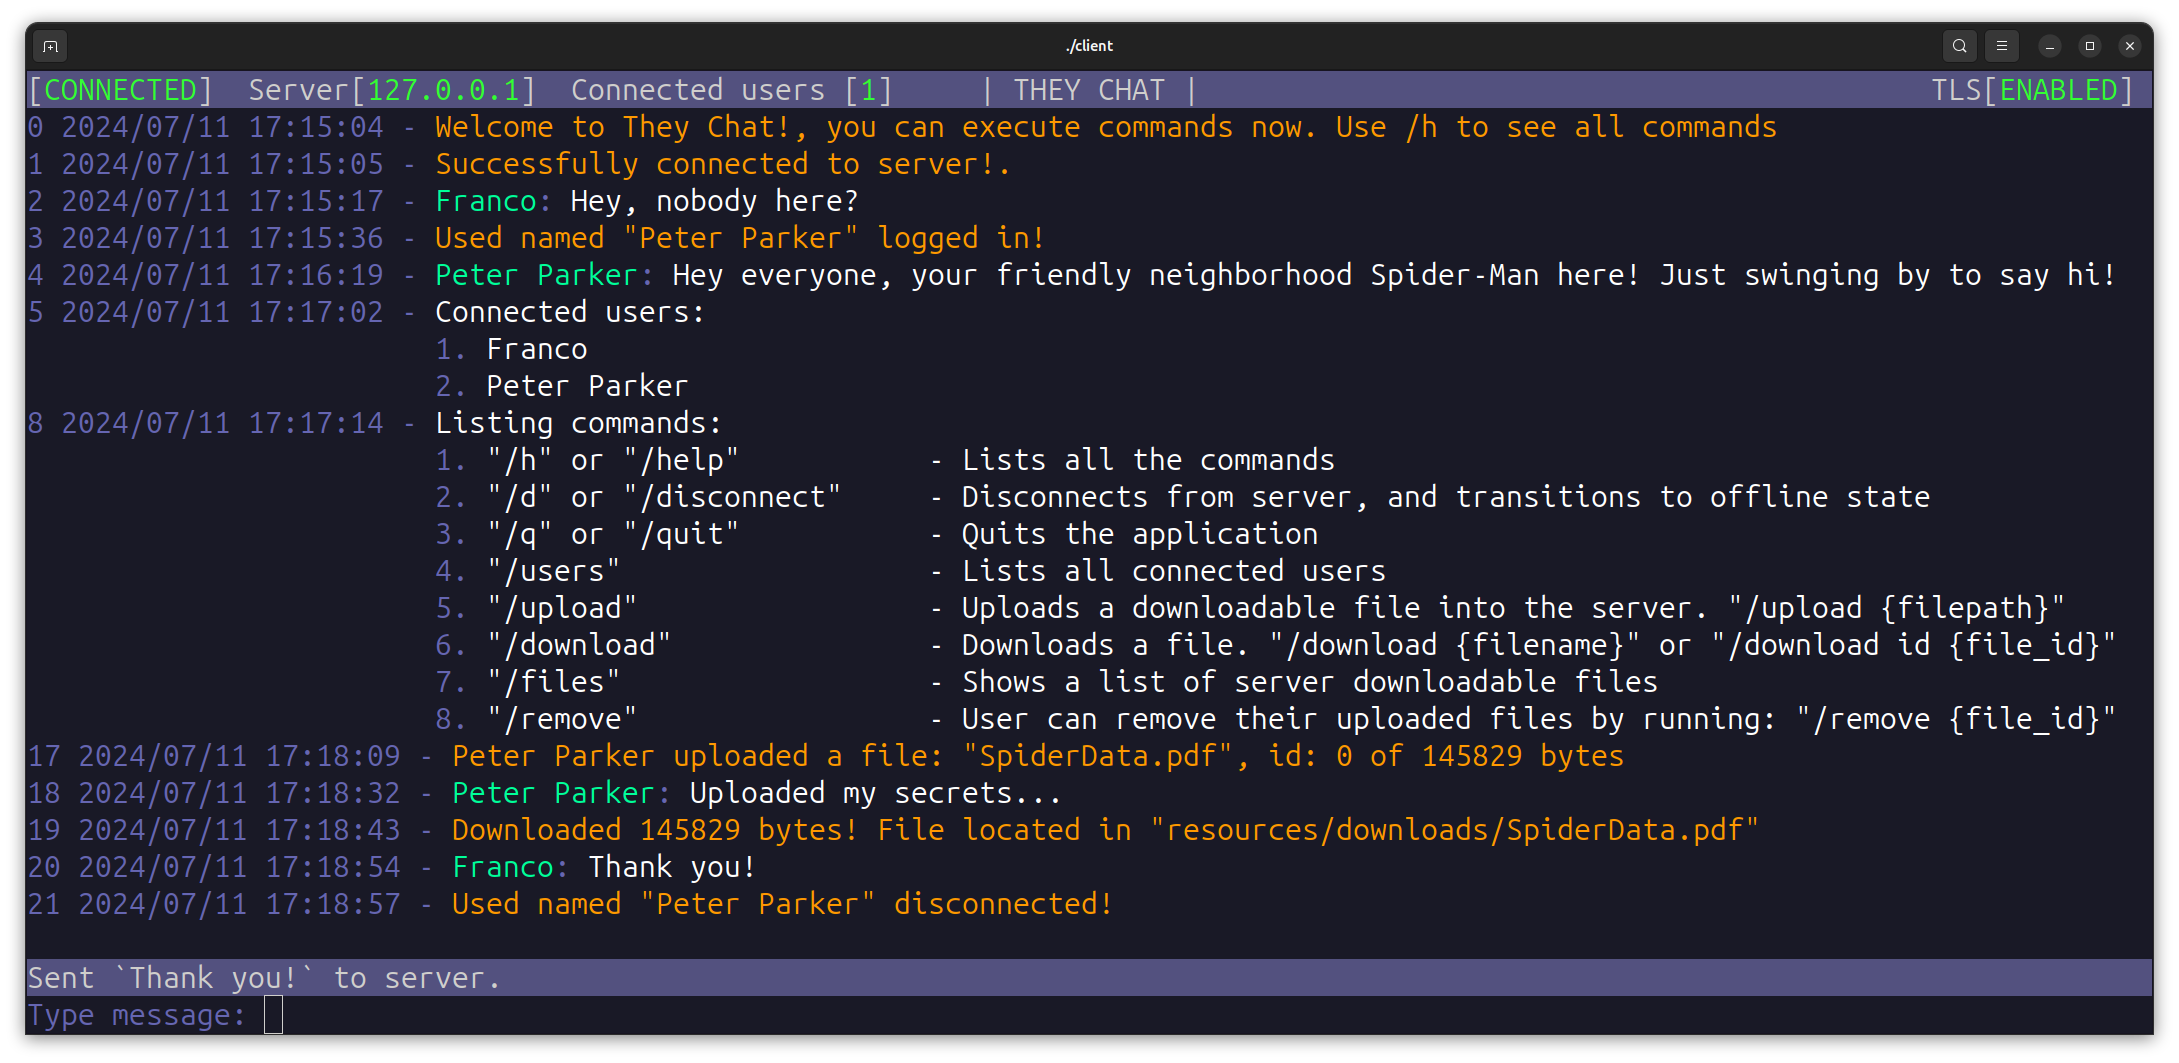 ./client
[CONNECTED]  Server[127.0.0.1]  Connected users [1]     | THEY CHAT |     TLS[ENABLED]
0 2024/07/11 17:15:04 - Welcome to They Chat!, you can execute commands now. Use /h to see all commands
1 2024/07/11 17:15:05 - Successfully connected to server!.
2 2024/07/11 17:15:17 - Franco: Hey, nobody here?
3 2024/07/11 17:15:36 - Used named "Peter Parker" logged in!
4 2024/07/11 17:16:19 - Peter Parker: Hey everyone, your friendly neighborhood Spider-Man here! Just swinging by to say hi!
5 2024/07/11 17:17:02 - Connected users:
1. Franco
2. Peter Parker
8 2024/07/11 17:17:14 - Listing commands:
1. "/h" or "/help"           - Lists all the commands
2. "/d" or "/disconnect"     - Disconnects from server, and transitions to offline state
3. "/q" or "/quit"           - Quits the application
4. "/users"                  - Lists all connected users
5. "/upload"                 - Uploads a downloadable file into the server. "/upload {filepath}"
6. "/download"               - Downloads a file. "/download {filename}" or "/download id {file_id}"
7. "/files"                  - Shows a list of server downloadable files
8. "/remove"                 - User can remove their uploaded files by running: "/remove {file_id}"
17 2024/07/11 17:18:09 - Peter Parker uploaded a file: "SpiderData.pdf", id: 0 of 145829 bytes
18 2024/07/11 17:18:32 - Peter Parker: Uploaded my secrets...
19 2024/07/11 17:18:43 - Downloaded 145829 bytes! File located in "resources/downloads/SpiderData.pdf"
20 2024/07/11 17:18:54 - Franco: Thank you!
21 2024/07/11 17:18:57 - Used named "Peter Parker" disconnected!
Sent `Thank you!` to server.
Type message: